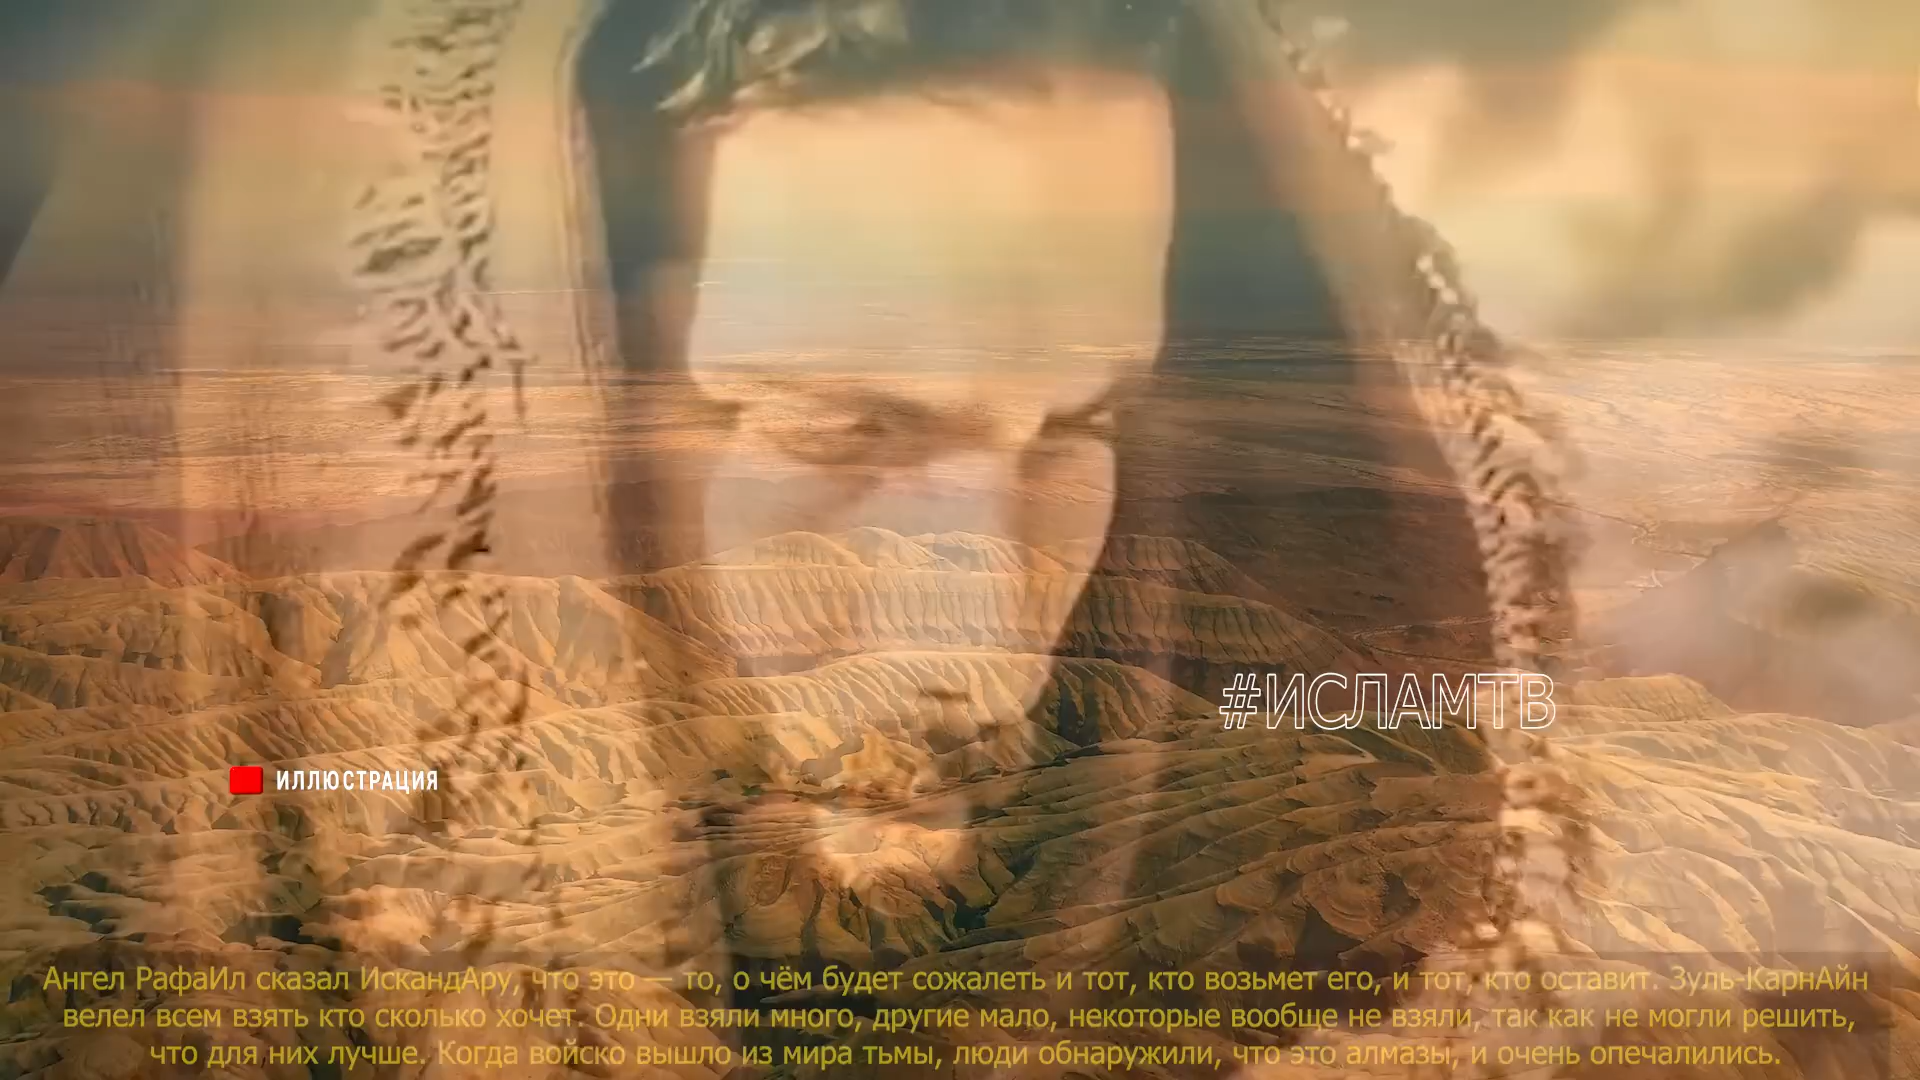 #ИСЛАМТВ
ИЛЛЮСТРАЦИЯ
Ангел РафаИл сказал ИскандАру, что это — то, о чём будет сожалеть и тот, кто возьмет его, и тот, кто оставит. Зуль-КарнАйн
велел всем взять кто сколько хочет. Одни взяли много, другие мало, некоторые вообще не взяли, так как не могли решить,
что для них лучше. Когда войско вышло из мира тьмы, люди обнаружили, что это алмазы, и очень опечалились.